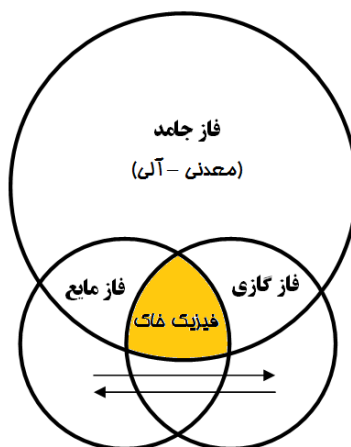 فاز جامد
(معدنی – آلی)
فاز گازی
فاز مایع
فیزیک خاک